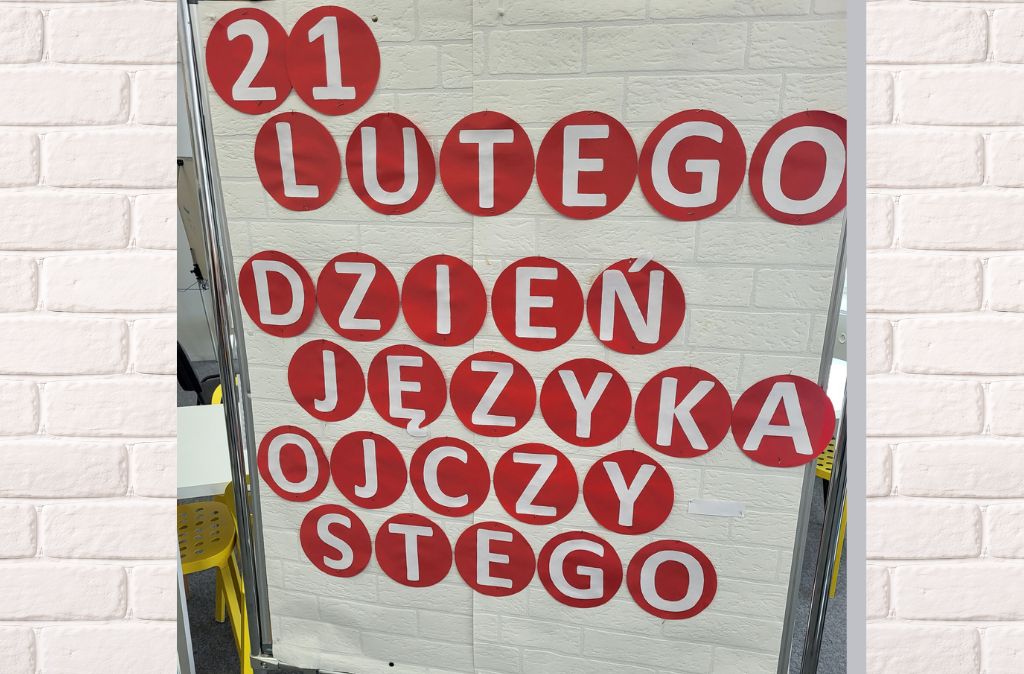 21
LUTEGO
DZIEŃ
JĘZYKA
OJCZY
STEGO